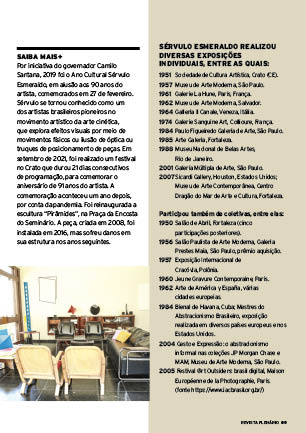 SAIBA MAIS+
Por iniciativa do governador Camilo
Santana, 2019 foi o Ano Cultural Sérvulo
Esmeraldo, em alusão aos 90 anos do
artista, comemorados em 27 de fevereiro.
Sérvulo se tornou conhecido como um
dos artistas brasileiros pioneiros no
movimento artístico da arte cinética,
que explora efeitos visuais por meio de
movimentos físicos ou ilusão de óptica ou
truques de posicionamento de peças. Em
setembro de 2021, foi realizado um festival
no Crato que durou 21 dias consecutivos
de programação, para comemorar o
aniversário de 91 anos do artista. A
comemoração aconteceu um ano depois,
por conta da pandemia. Foi reinaugurada a
escultura "Pirâmides", na Praça da Encosta
do Seminário. A peça, criada em 2008, foi
instalada em 2016, mas sofreu danos em
sua estrutura nos anos seguintes.
SÉRVULO ESMERALDO REALIZOU
DIVERSAS EXPOSIÇÕES
INDIVIDUAIS, ENTRE AS QUAIS:
1951 Sociedade de Cultura Artística, Crato (CE).
1957 Museu de Arte Moderna, São Paulo.
1961 Galerie La Hune, Paris, França.
1962 Museu de Arte Moderna, Salvador.
1964 Galleria Il Canale, Veneza, Itália.
1974 Galerie Sanguine Art, Collioure, França.
1984 Paulo Figueiredo Galeria de Arte, São Paulo.
1985 Arte Galeria, Fortaleza.
1988 Museu Nacional de Belas Artes,
Rio de Janeiro.
2001 Galeria Múltipla de Arte, São Paulo.
2007 Sicardi Gallery, Houston, Estados Unidos;
Museu de Arte Contemporânea, Centro
Dragão do Mar de Arte e Cultura, Fortaleza.
Participou também de coletivas, entre elas:
1950 Salão de Abril, Fortaleza (cinco
participações posteriores).
1956 Salão Paulista de Arte Moderna, Galeria
Prestes Maia, São Paulo, prêmio aquisição.
1957 Exposição Internacional de
Cracóvia, Polônia.
1960 Jeune Gravure Contemporaine, Paris.
1962 Arte de América y España, várias
cidades europeias.
1984 Bienal de Havana, Cuba; Mestres do
Abstracionismo Brasileiro, exposição
realizada em diversos países europeus e nos
Estados Unidos.
2004 Gesto e Expressão: o abstracionismo
informal nas coleções JP Morgan Chase e
MAM, Museu de Arte Moderna, São Paulo.
2005 Festival @rt Outsiders: brasil digital, Maison
Européenne de la Photographie, Paris.
(fonte https://www.iacbrasil.org.br/)
REVISTA PLENÁRIO 69